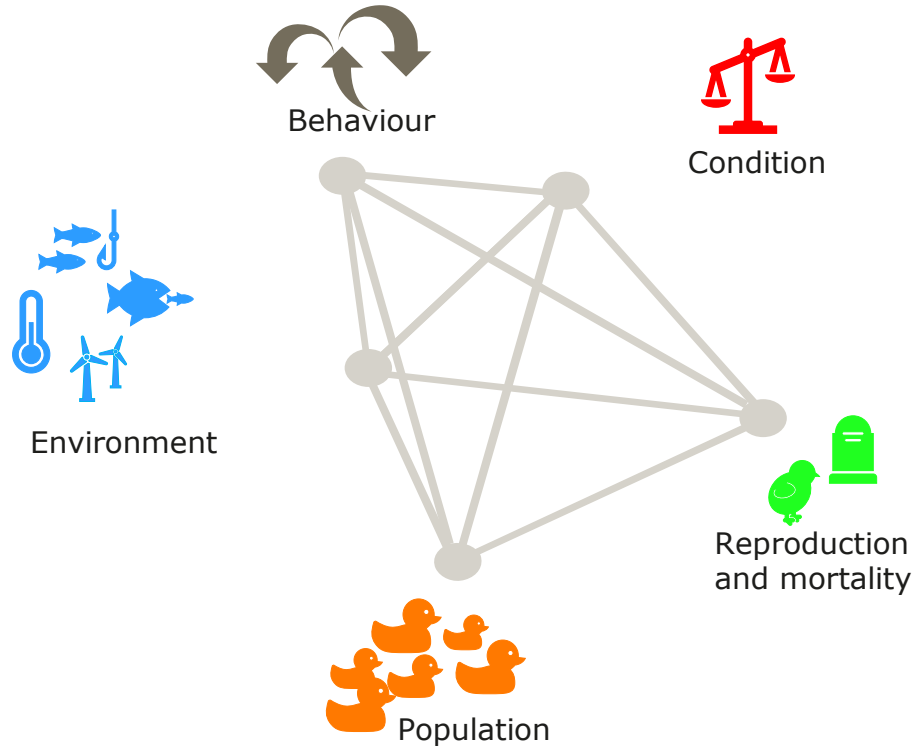 Behaviour
Condition
Environment
Reproduction
and mortality
Population